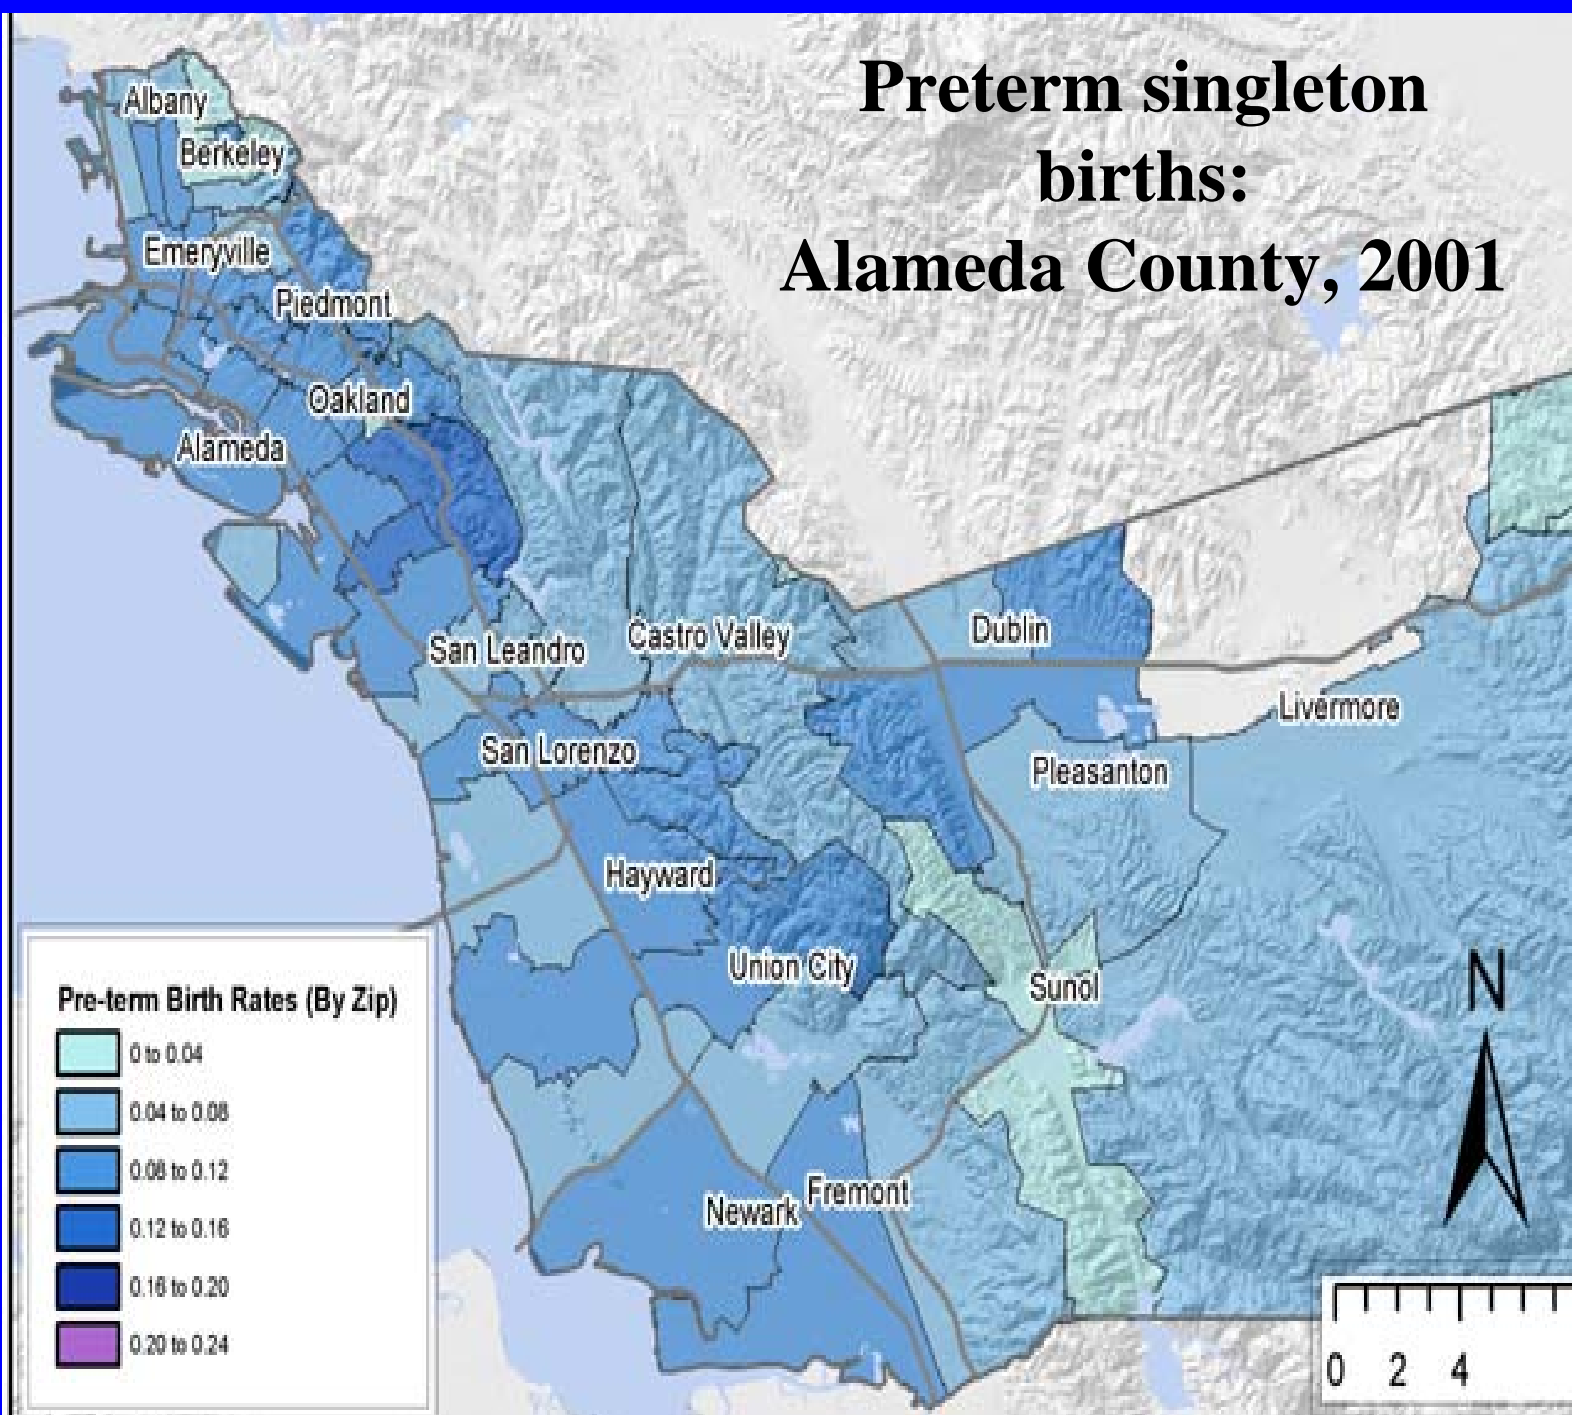 Preterm singleton
births:
Alameda County, 2001
Albany
Berkeley
Emeryville
Piedmont
Oakland
Alameda
San Leandro
Castro Valley
Dublin
Livermore
San Lorenzo
Pleasanton
Hayward
Union City
Sunol
Newark
Fremont
Pre-term Birth Rates (By Zip)
0 to 0.04
0.04 to 0.08
0.08 to 0.12
0.12 to 0.16
0.16 to 0.20
0.20 to 0.24
N
0 2 4